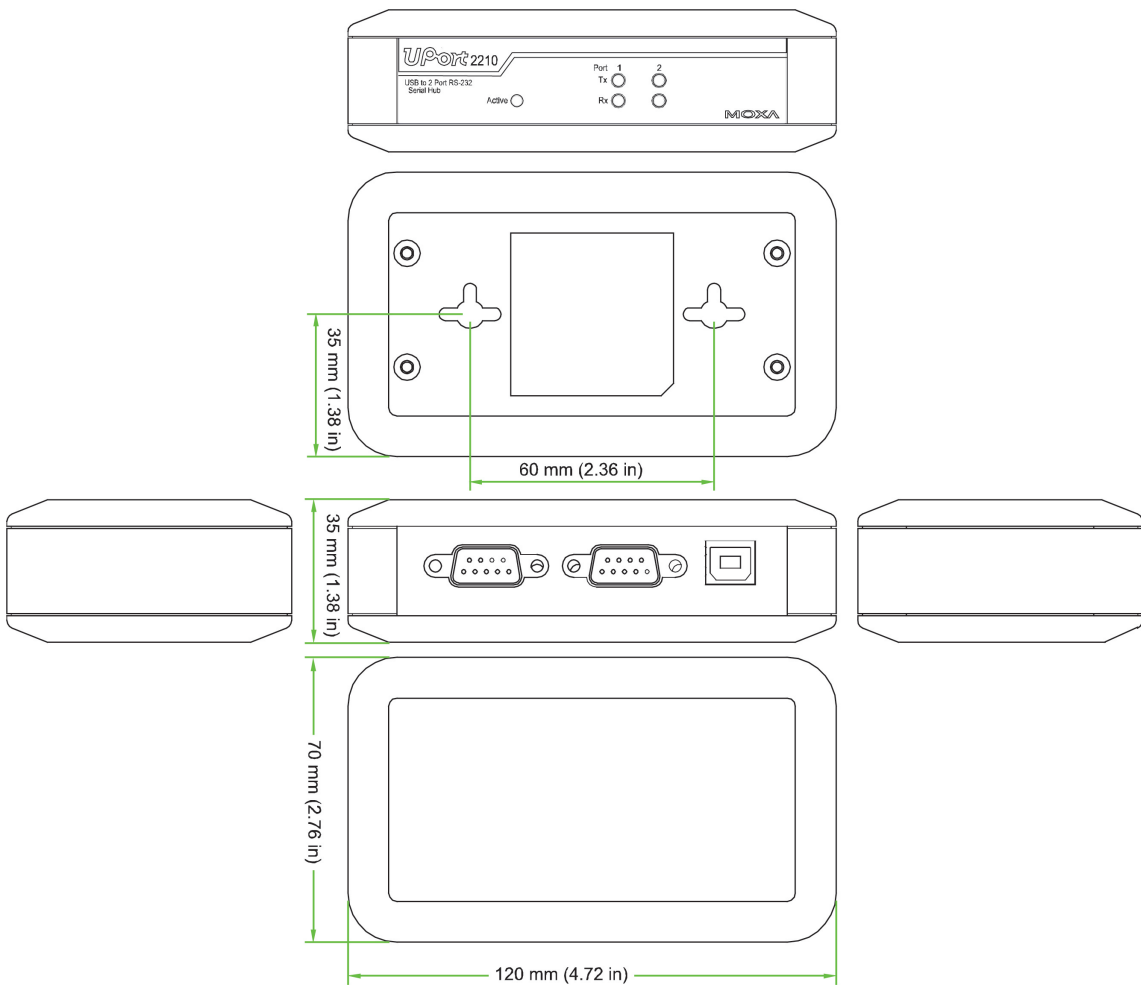 UPort 2210
USB to 2 Port RS-232
Serial Hub
Active
Port 1 2
Tx
Rx
MOXA
35 mm (1.38 in)
60 mm (2.36 in)
35 mm (1.38 in)
70 mm (2.76 in)
120 mm (4.72 in)